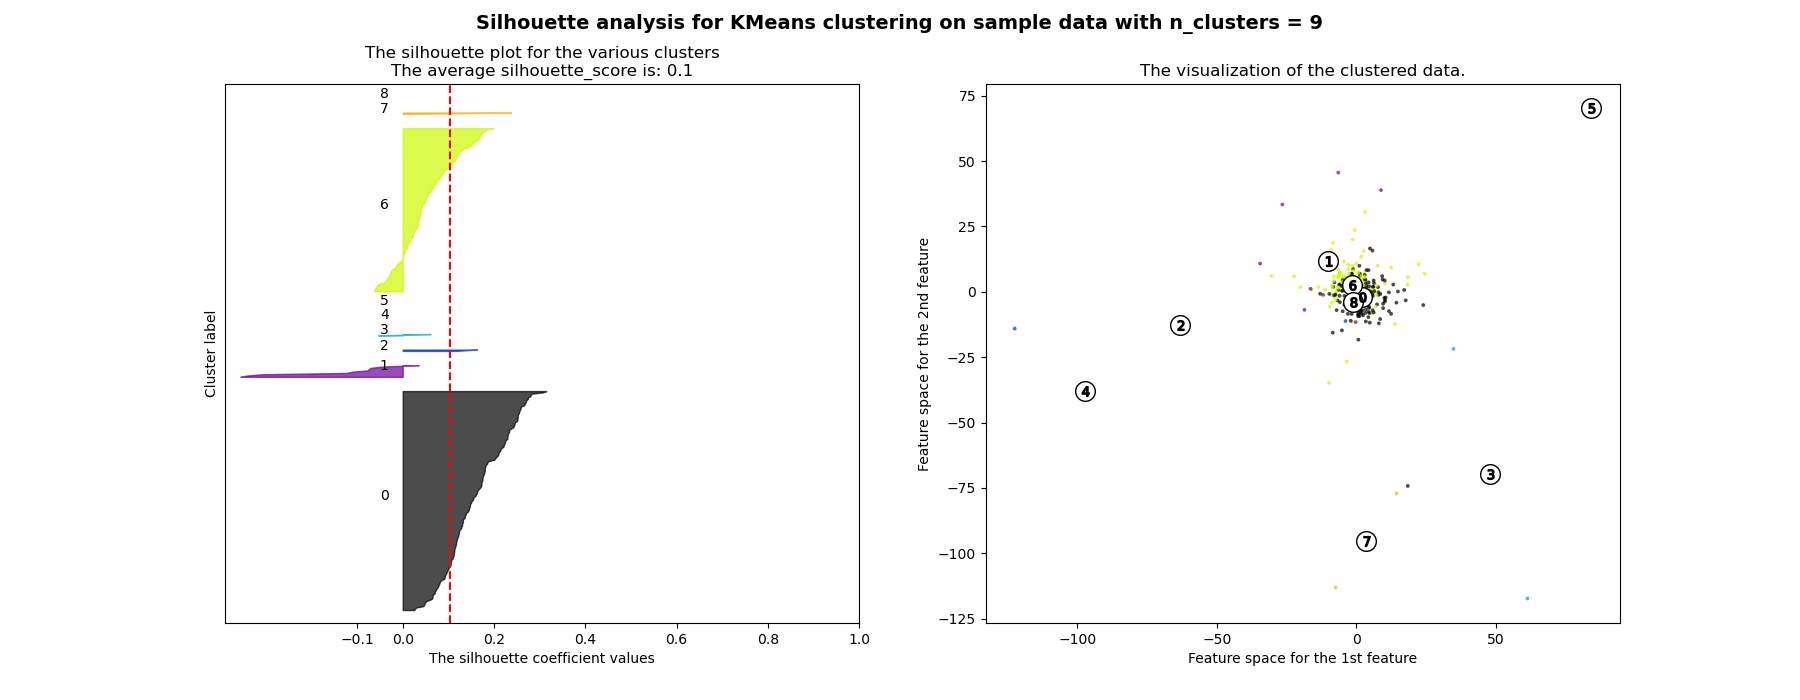 Silhouette analysis for KMeans clustering on sample data with n_clusters = 9
The silhouette plot for the various clusters
The average silhouette_score is: 0.1
8
7
6
5
4
3
2
1
0
Cluster label
−0.1 0.0 0.2 0.4 0.6 0.8 1.0
The silhouette coefficient values
The visualization of the clustered data.
75
50
25
0
−25
−50
−75
−100
−125
Feature space for the 2nd feature
5
1
6
0
8
2
4
3
7
−100 −50 0 50
Feature space for the 1st feature